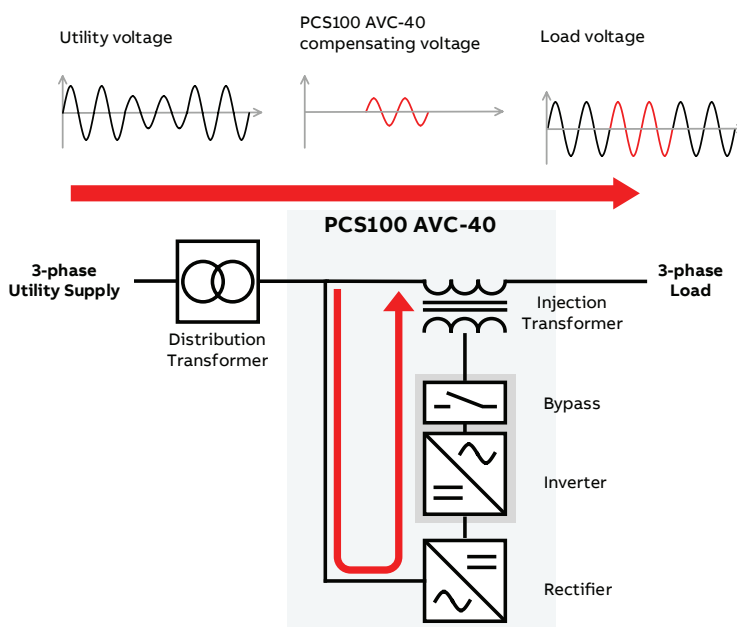 Utility voltage
PCS100 AVC-40
compensating voltage
Load voltage
PCS100 AVC-40
3-phase
Utility Supply
Distribution
Transformer
Injection
Transformer
3-phase
Load
Bypass
Inverter
Rectifier